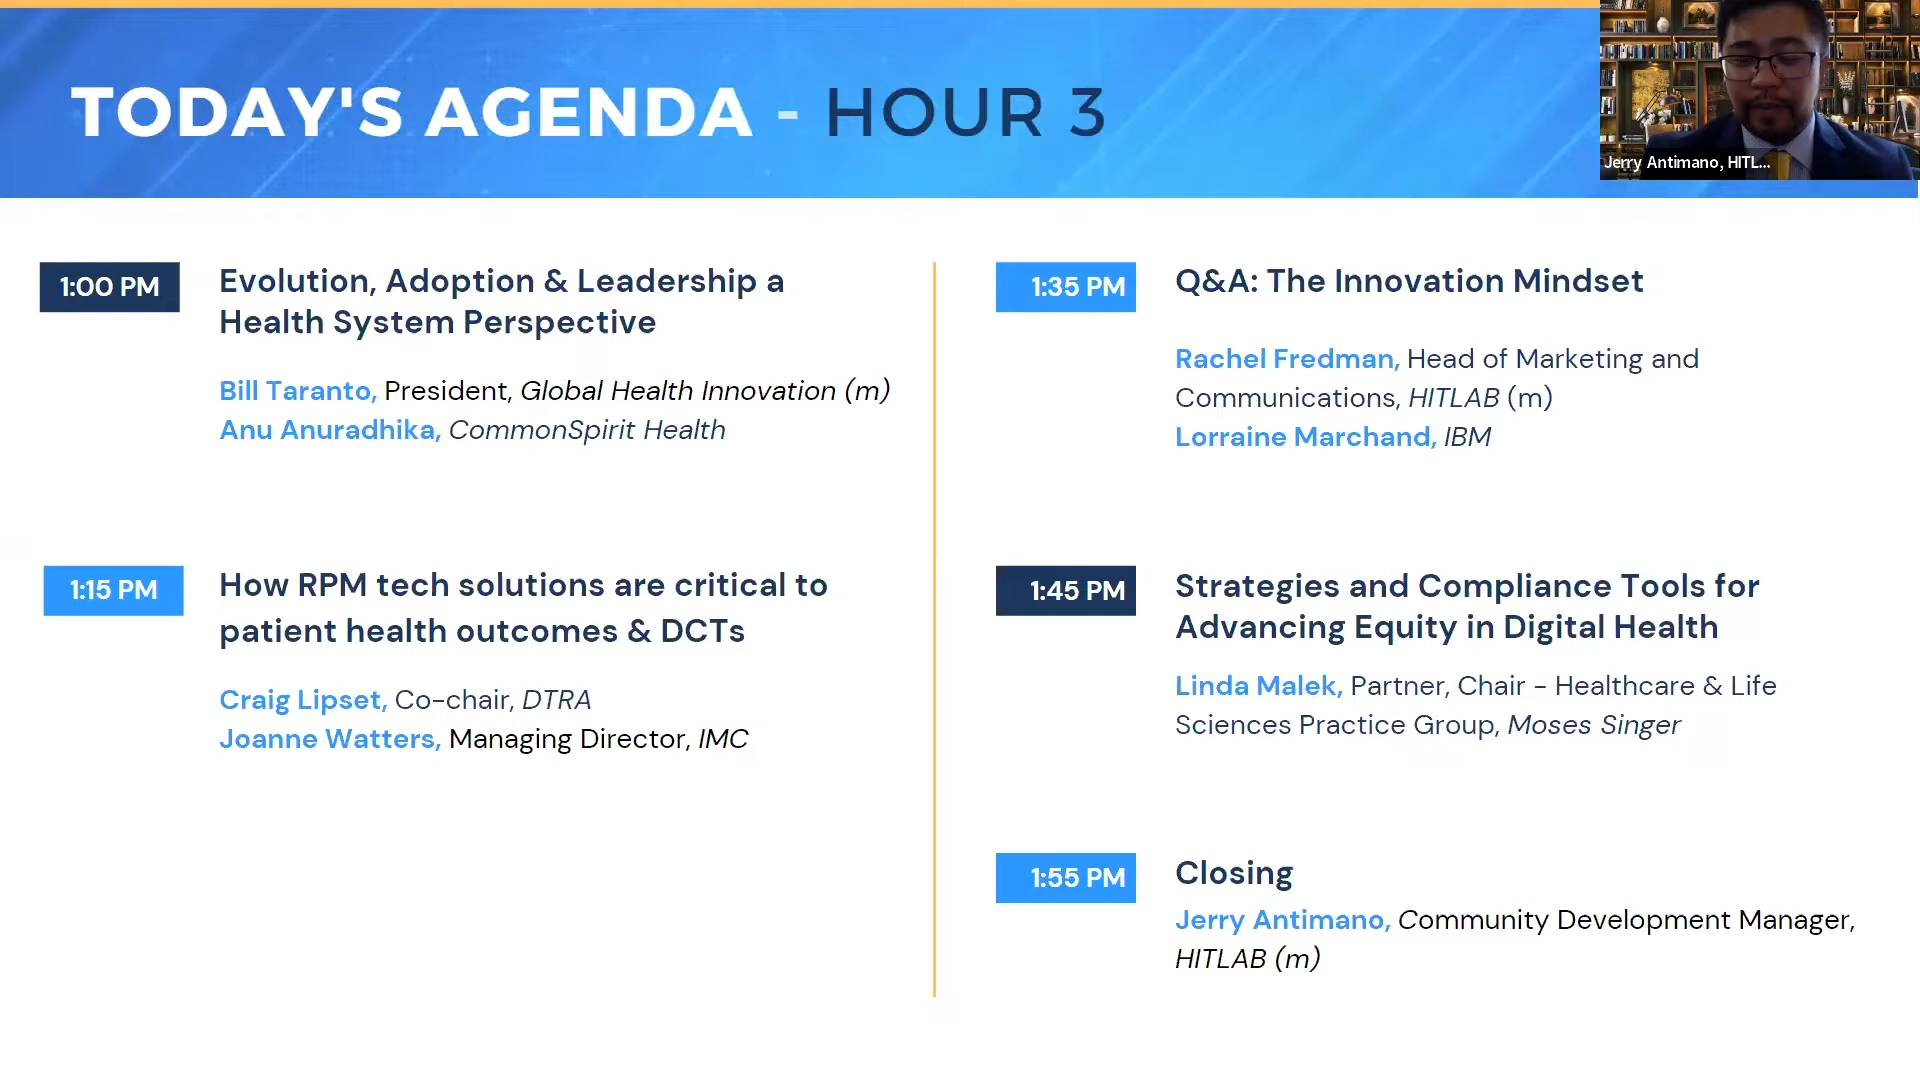 TODAY'S AGENDA - HOUR 3
Jerry Antimano, HITL...
1:00 PM
Evolution, Adoption & Leadership a
Health System Perspective
Bill Taranto, President, Global Health Innovation (m)
Anu Anuradhika, CommonSpirit Health
1:15 PM
How RPM tech solutions are critical to
patient health outcomes & DCTs
Craig Lipset, Co-chair, DTRA
Joanne Watters, Managing Director, IMC
1:35 PM
Q&A: The Innovation Mindset
Rachel Fredman, Head of Marketing and
Communications, HITLAB (m)
Lorraine Marchand, IBM
1:45 PM
Strategies and Compliance Tools for
Advancing Equity in Digital Health
Linda Malek, Partner, Chair - Healthcare & Life
Sciences Practice Group, Moses Singer
1:55 PM
Closing
Jerry Antimano, Community Development Manager,
HITLAB (m)